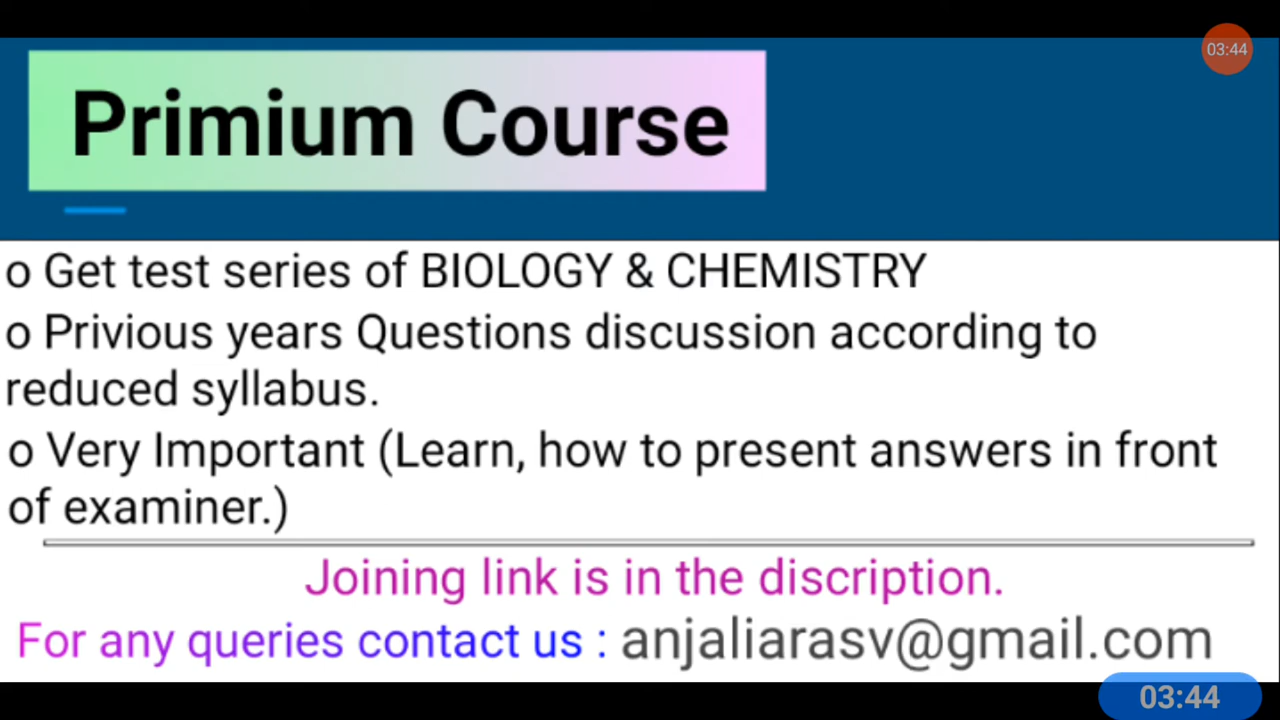 03:44
Primium Course
o Get test series of BIOLOGY & CHEMISTRY
o Privious years Questions discussion according to
reduced syllabus.
o Very Important (Learn, how to present answers in front
of examiner.)
Joining link is in the discription.
For any queries contact us : anjaliarasv@gmail.com
03:44